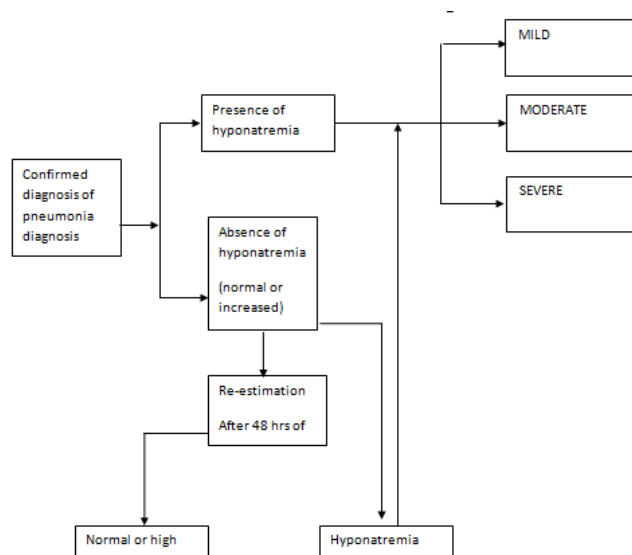 MILD
Presence of
hyponatremia
MODERATE
Confirmed
diagnosis of
pneumonia
diagnosis
SEVERE
Absence of
hyponatremia
(normal or
increased)
Re-estimation
After 48 hrs of
Normal or high
Hyponatremia